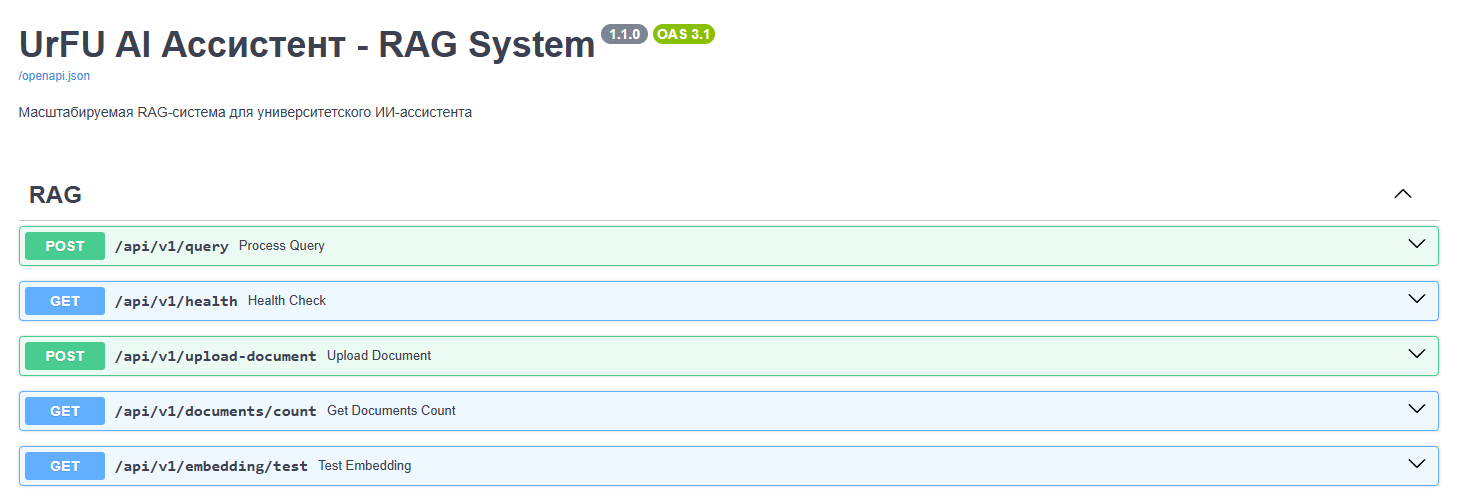 UrFU AI Ассистент - RAG System 1.1.0 OAS 3.1
/openapi.json
Масштабируемая RAG-система для университетского ИИ-ассистента
RAG
POST /api/v1/query Process Query
GET /api/v1/health Health Check
POST /api/v1/upload-document Upload Document
GET /api/v1/documents/count Get Documents Count
GET /api/v1/embedding/test Test Embedding